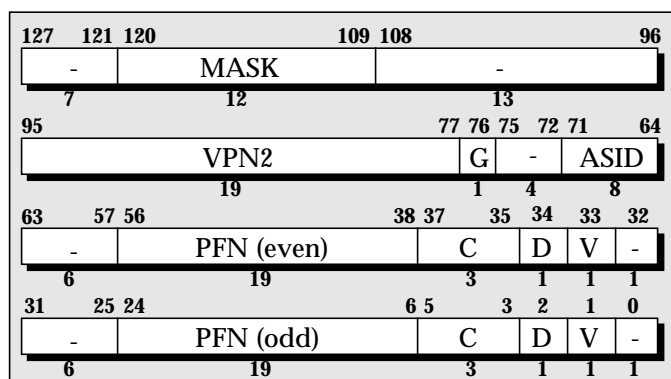 127 121 120 109 108 96
- MASK -
7 12 13
95 77 76 75 72 71 64
VPN2 G - ASID
19 1 4 8
63 57 56 38 37 35 34 33 32
- PFN (even) C D V -
6 19 3 1 1 1
31 25 24 6 5 3 2 1 0
- PFN (odd) C D V -
6 19 3 1 1 1